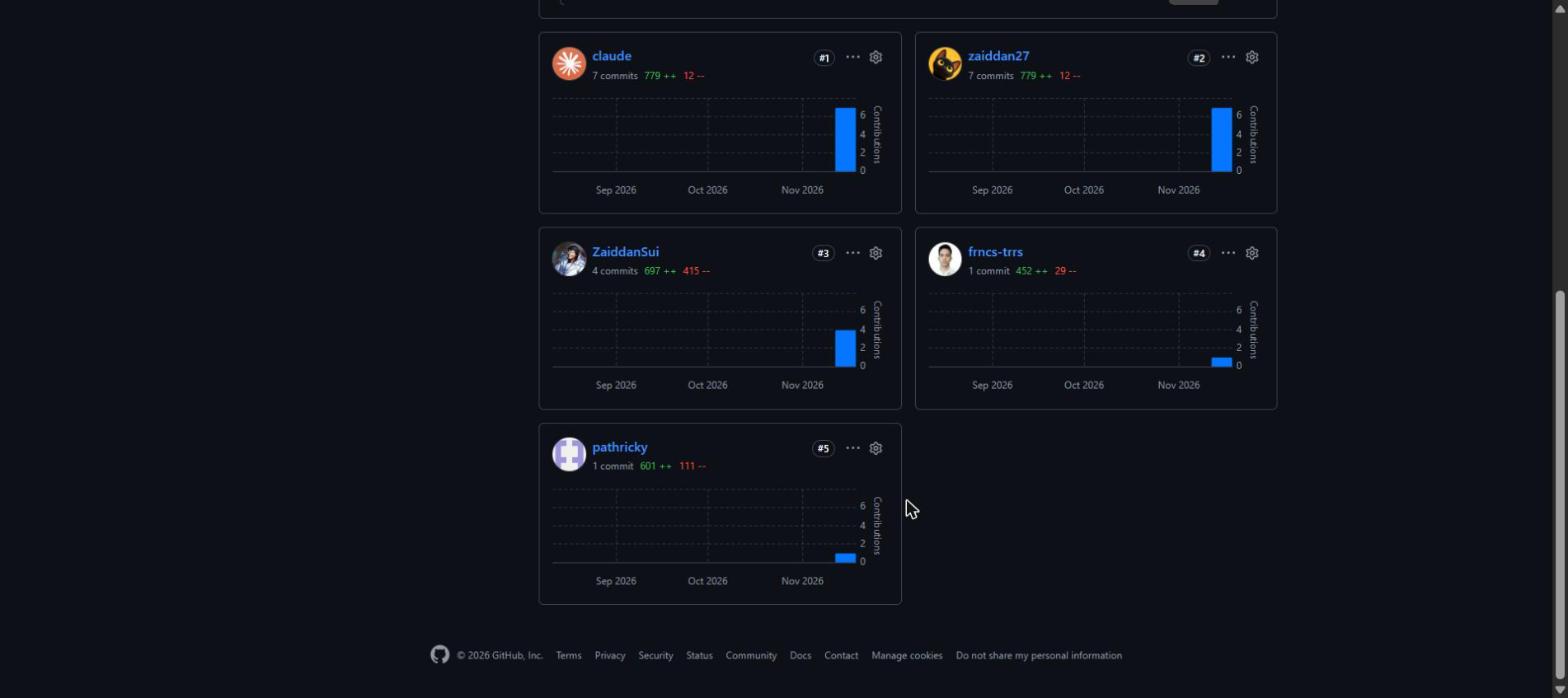 claude #1 ···
7 commits 779 ++ 12 --
6
4
2
0
Contributions
Sep 2026 Oct 2026 Nov 2026
zaiddan27 #2 ···
7 commits 779 ++ 12 --
6
4
2
0
Contributions
Sep 2026 Oct 2026 Nov 2026
ZaiddanSui #3 ···
4 commits 697 ++ 415 --
6
4
2
0
Contributions
Sep 2026 Oct 2026 Nov 2026
frncs-trrs #4 ···
1 commit 452 ++ 29 --
6
4
2
0
Contributions
Sep 2026 Oct 2026 Nov 2026
pathricky #5 ···
1 commit 601 ++ 111 --
6
4
2
0
Contributions
Sep 2026 Oct 2026 Nov 2026
© 2026 GitHub, Inc. Terms Privacy Security Status Community Docs Contact Manage cookies Do not share my personal information